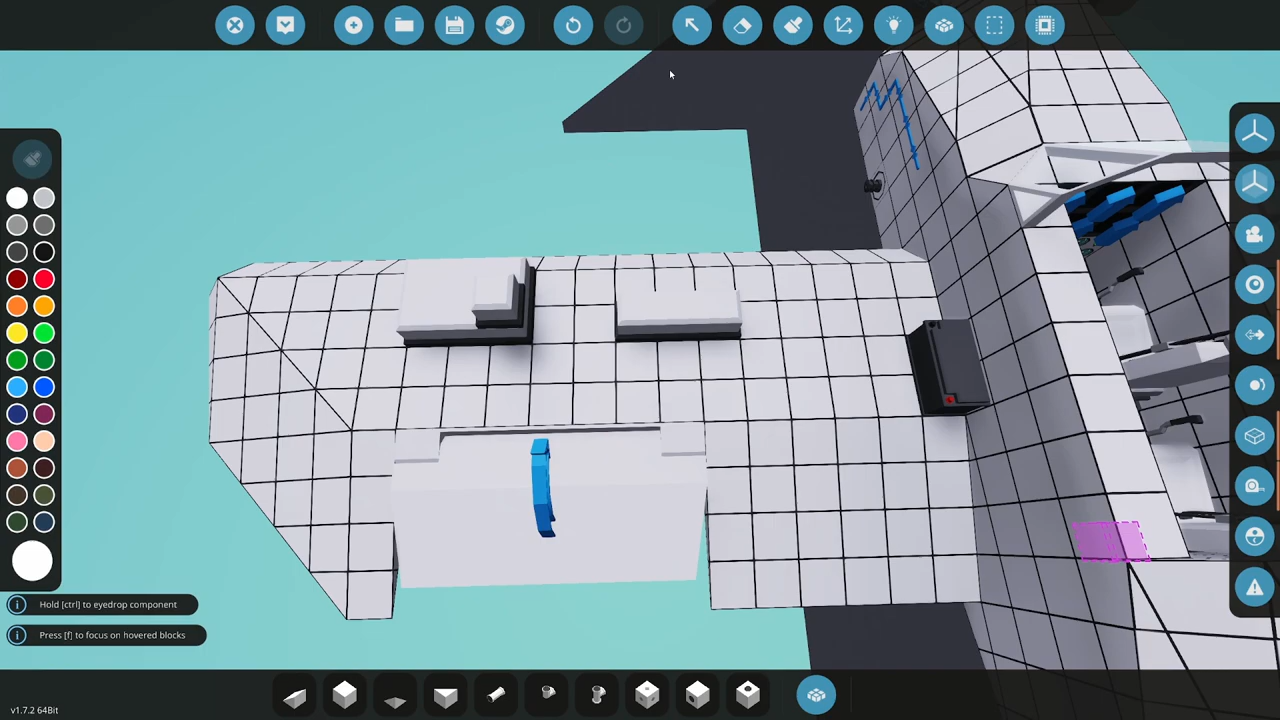 Hold [ctrl] to eyedrop component
Press [f] to focus on hovered blocks
v1.7.2 64Bit